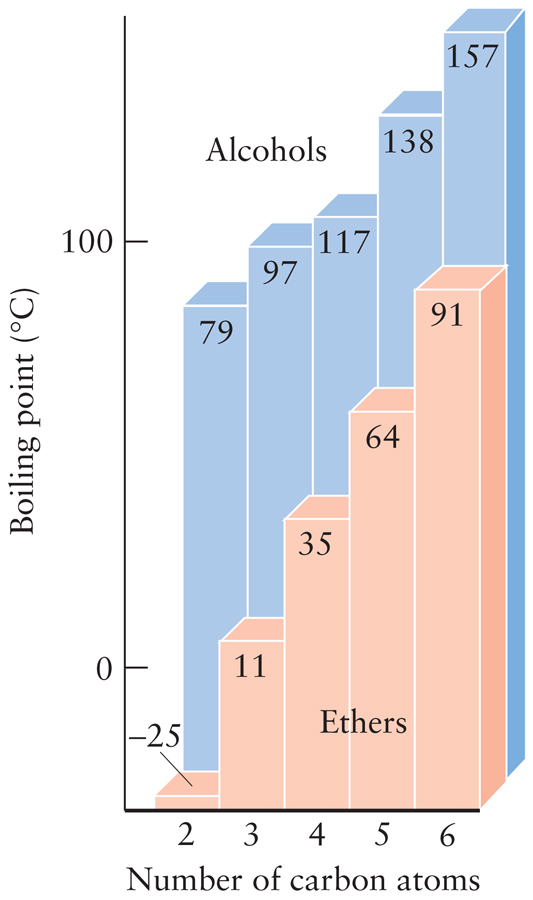 157
138
Alcohols
100
117
97
79
91
64
35
11
0
Ethers
–25
2 3 4 5 6
Number of carbon atoms
Boiling point (°C)